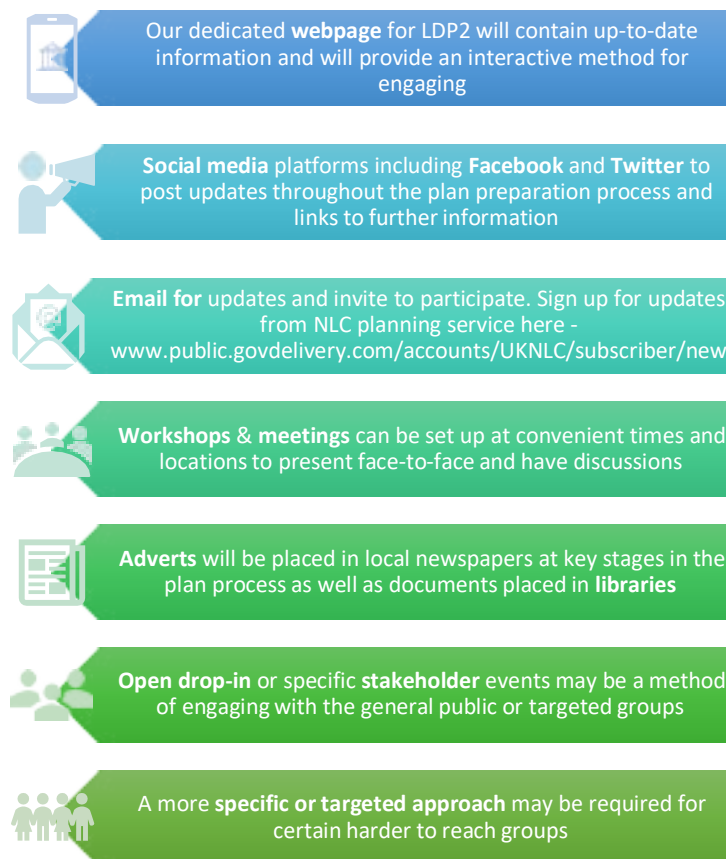 Our dedicated webpage for LDP2 will contain up-to-date
information and will provide an interactive method for
engaging
Social media platforms including Facebook and Twitter to
post updates throughout the plan preparation process and
links to further information
Email for updates and invite to participate. Sign up for updates
from NLC planning service here -
www.public.govdelivery.com/accounts/UKNLC/subscriber/new
Workshops & meetings can be set up at convenient times and
locations to present face-to-face and have discussions
Adverts will be placed in local newspapers at key stages in the
plan process as well as documents placed in libraries
Open drop-in or specific stakeholder events may be a method
of engaging with the general public or targeted groups
A more specific or targeted approach may be required for
certain harder to reach groups